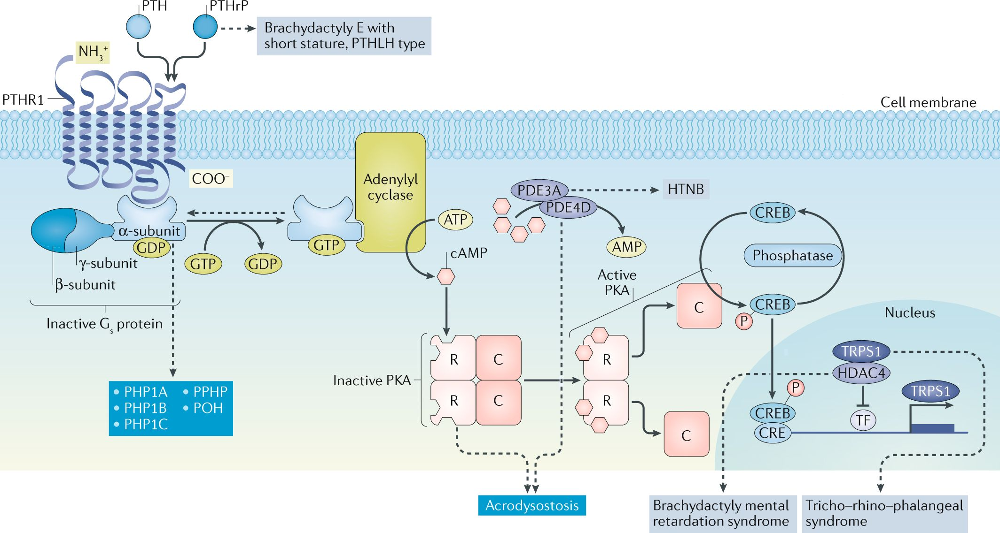 PTH
PTHrP
Brachydactyly E with
short stature, PTHLH type
NH₃⁺
PTHR1
Cell membrane
COO⁻
Adenylyl
cyclase
PDE3A
HTNB
PDE4D
CREB
ATP
α-subunit
GDP
GTP
AMP
Phosphatase
cAMP
γ-subunit
GTP
GDP
β-subunit
Active
PKA
C
CREB
P
Nucleus
Inactive Gₛ protein
R
C
R
TRPS1
HDAC4
Inactive PKA
P
TRPS1
• PHP1A
• PHP1B
• PHP1C
• PPHP
• POH
R
C
R
CREB
TF
C
CRE
Acrodysostosis
Brachydactyly mental
retardation syndrome
Tricho–rhino–phalangeal
syndrome